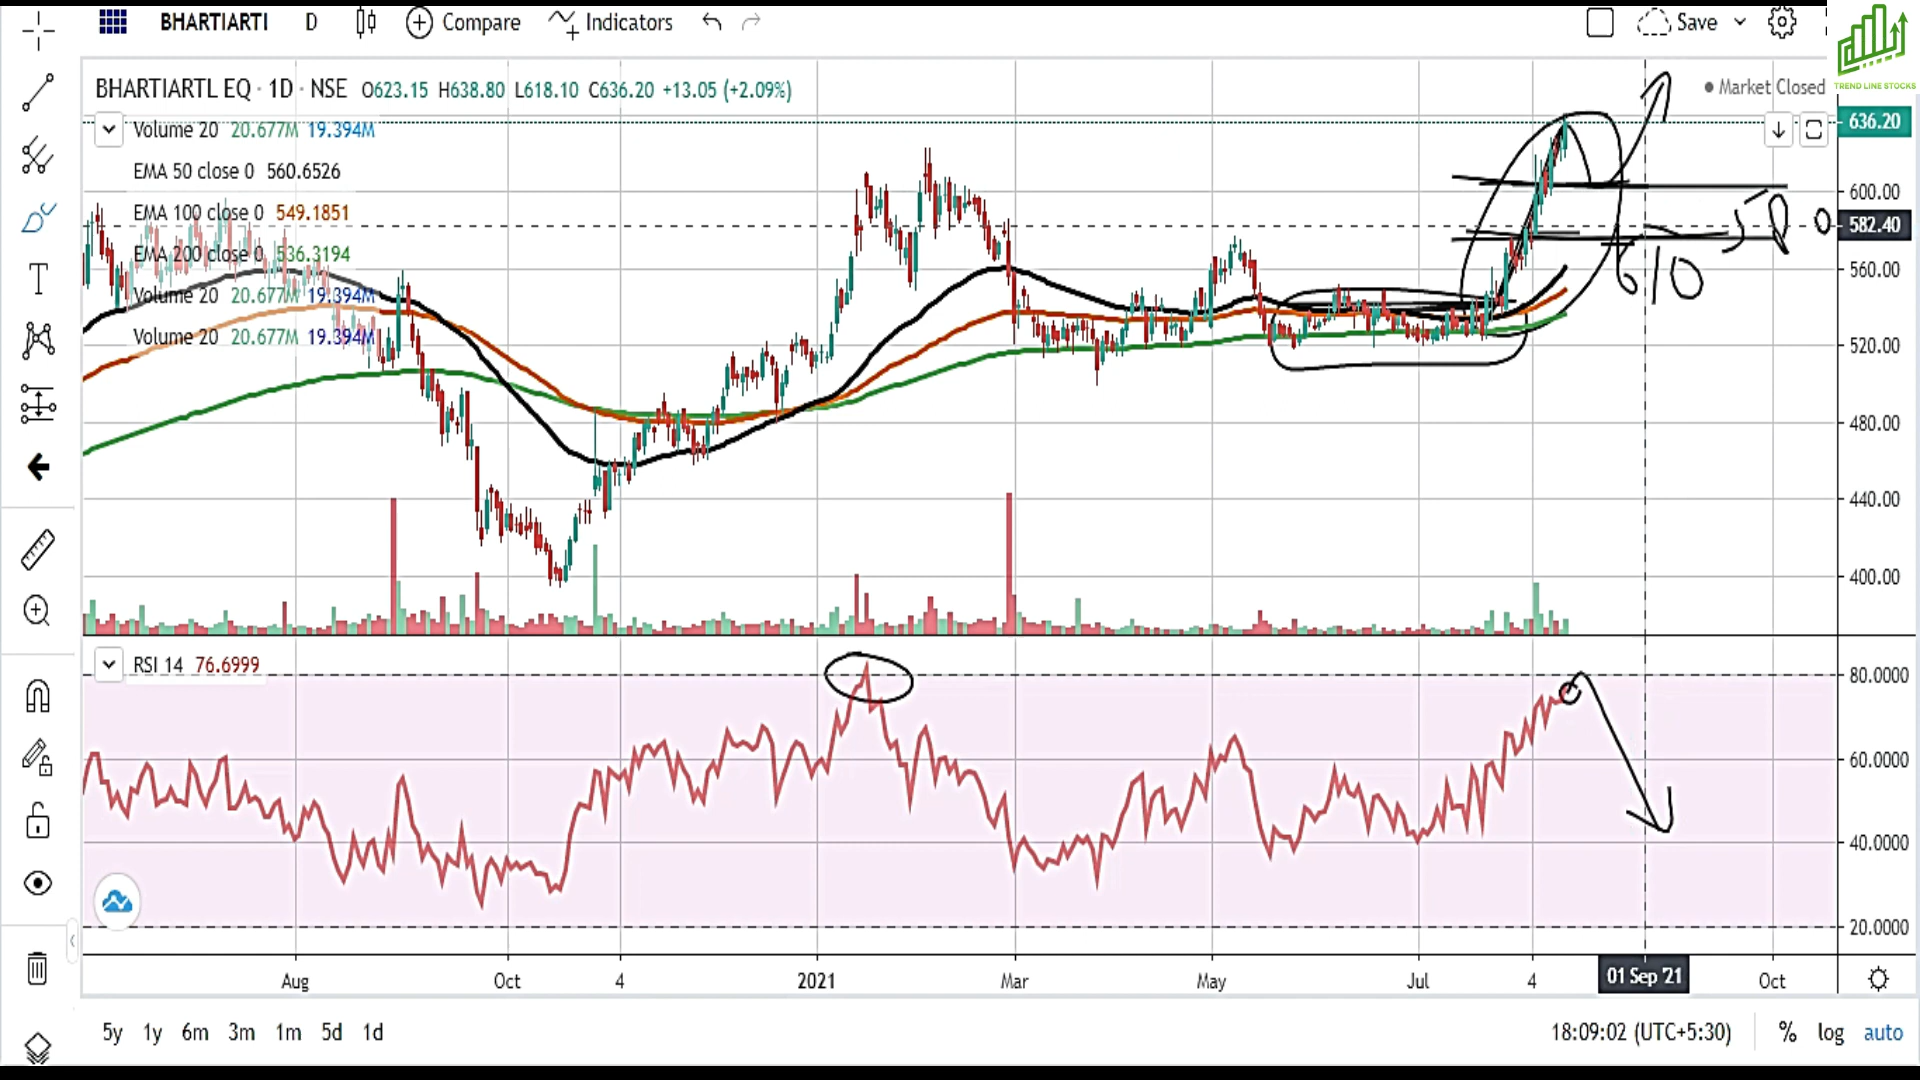 BHARTIARTI D Compare Indicators Save
TREND LINE STOCKS
BHARTIARTL EQ · 1D · NSE O623.15 H638.80 L618.10 C636.20 +13.05 (+2.09%)
Market Closed
Volume 20 20.677M 19.394M
EMA 50 close 0 560.6526
EMA 100 close 0 549.1851
EMA 200 close 0 536.3194
Volume 20 20.677M 19.394M
Volume 20 20.677M 19.394M
636.20
600.00
582.40
560.00
520.00
480.00
440.00
400.00
580
610
RSI 14 76.6999
80.0000
60.0000
40.0000
20.0000
Aug Oct 4 2021 Mar May Jul 4 01 Sep '21 Oct
5y 1y 6m 3m 1m 5d 1d 18:09:02 (UTC+5:30) % log auto